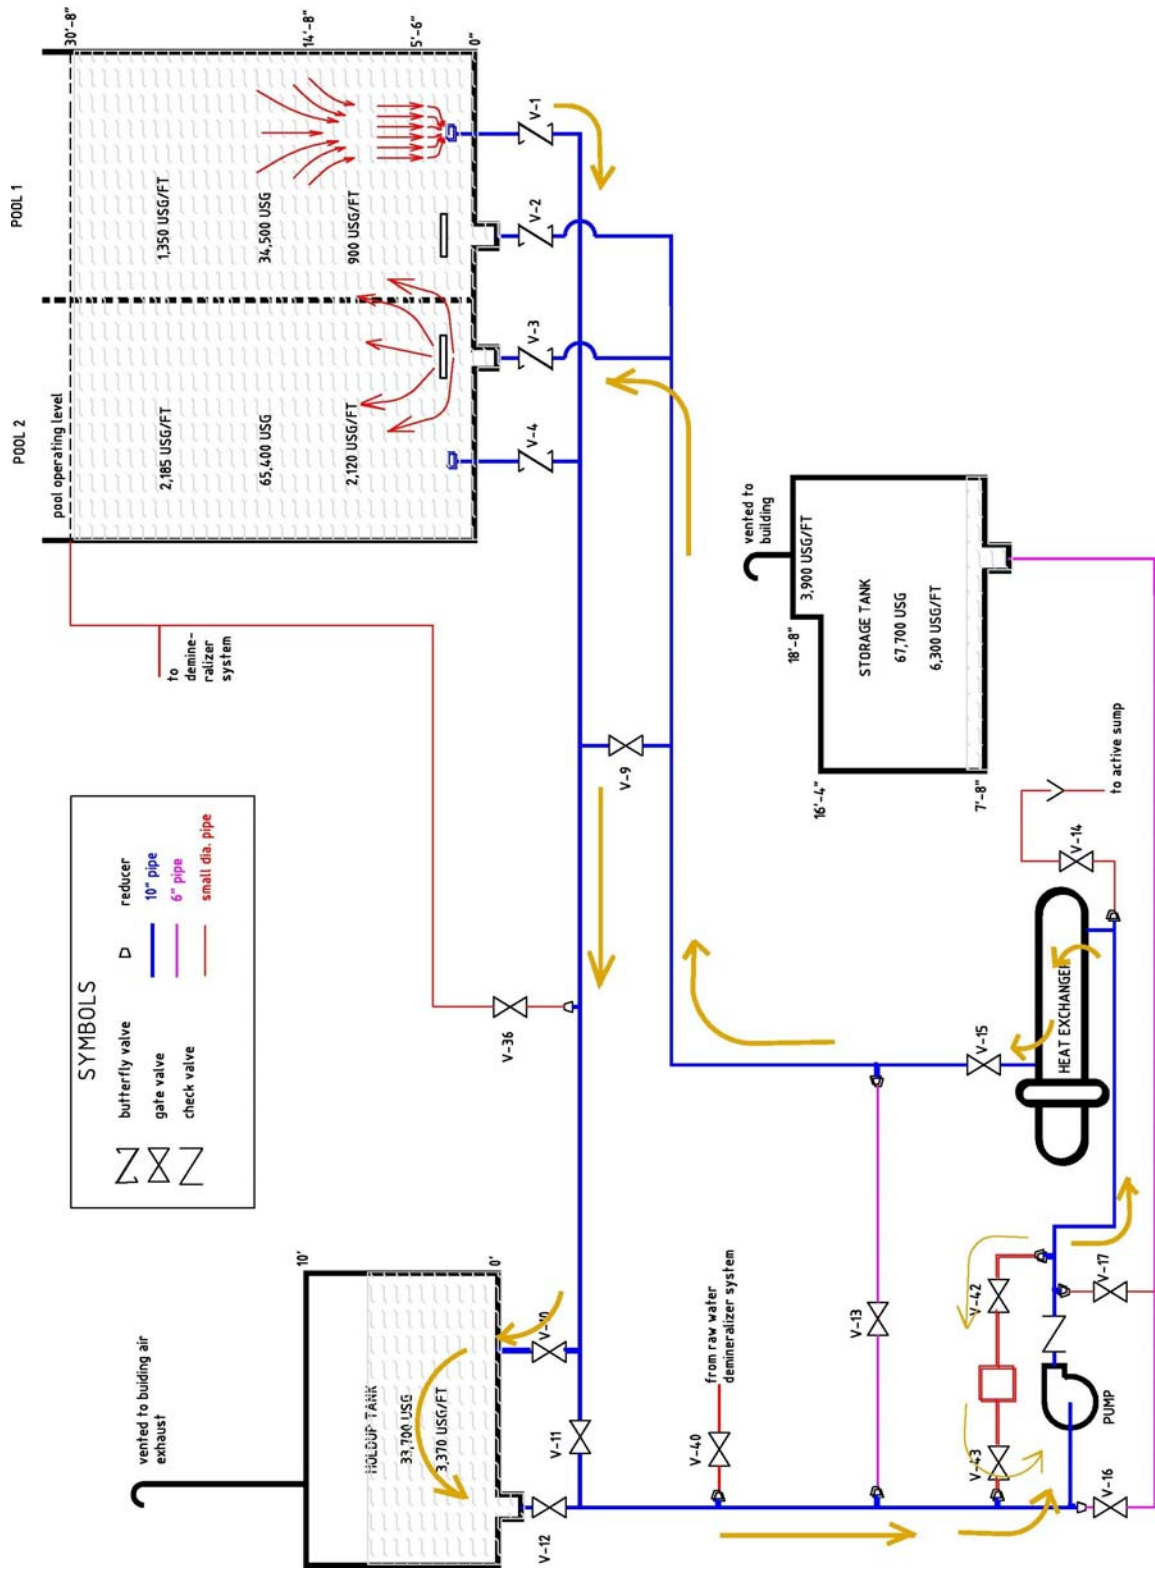 POOL 2
POOL 1
pool operating level
30'-8"
14'-8"
5'-6"
0"
2,185 USG/FT
65,400 USG
2,120 USG/FT
1,350 USG/FT
34,500 USG
900 USG/FT
V-4
V-3
V-2
V-1
to
demine-
ralizer
system
SYMBOLS
butterfly valve
gate valve
check valve
reducer
10" pipe
6" pipe
small dia. pipe
vented to buiding air
exhaust
10'
0'
HOLDUP TANK
33,700 USG
3,370 USG/FT
V-12
V-11
V-10
V-36
V-9
vented to
building
3,900 USG/FT
18'-8"
16'-4"
7'-8"
STORAGE TANK
67,700 USG
6,300 USG/FT
from raw water
demineralizer system
V-40
V-13
V-15
HEAT EXCHANGER
V-14
to active sump
V-43
V-42
PUMP
V-16
V-17